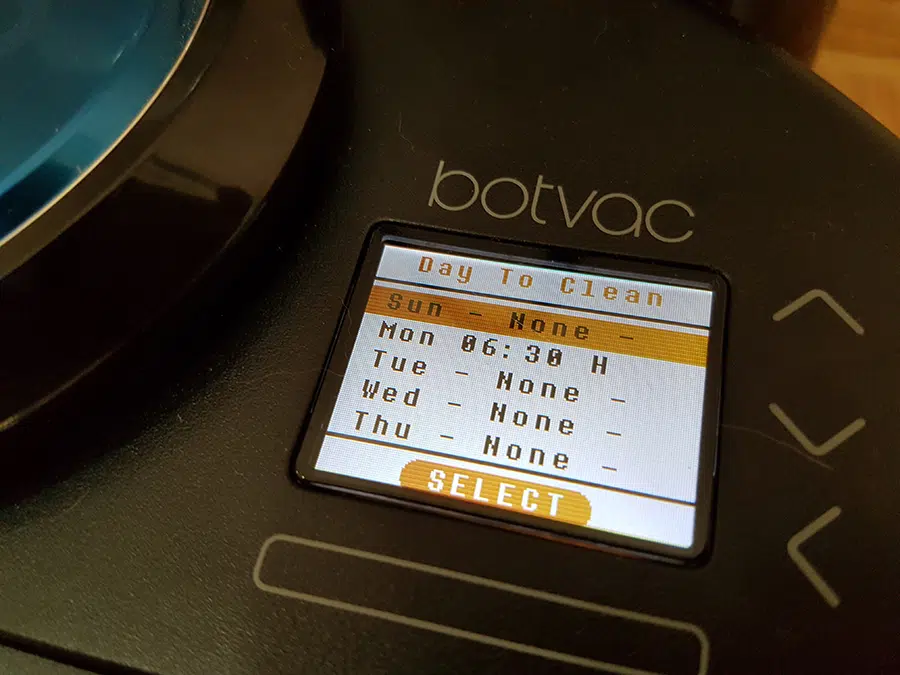 botvac
Day To Clean
Sun - None -
Mon 06:30 H
Tue - None -
Wed - None -
Thu - None -
SELECT